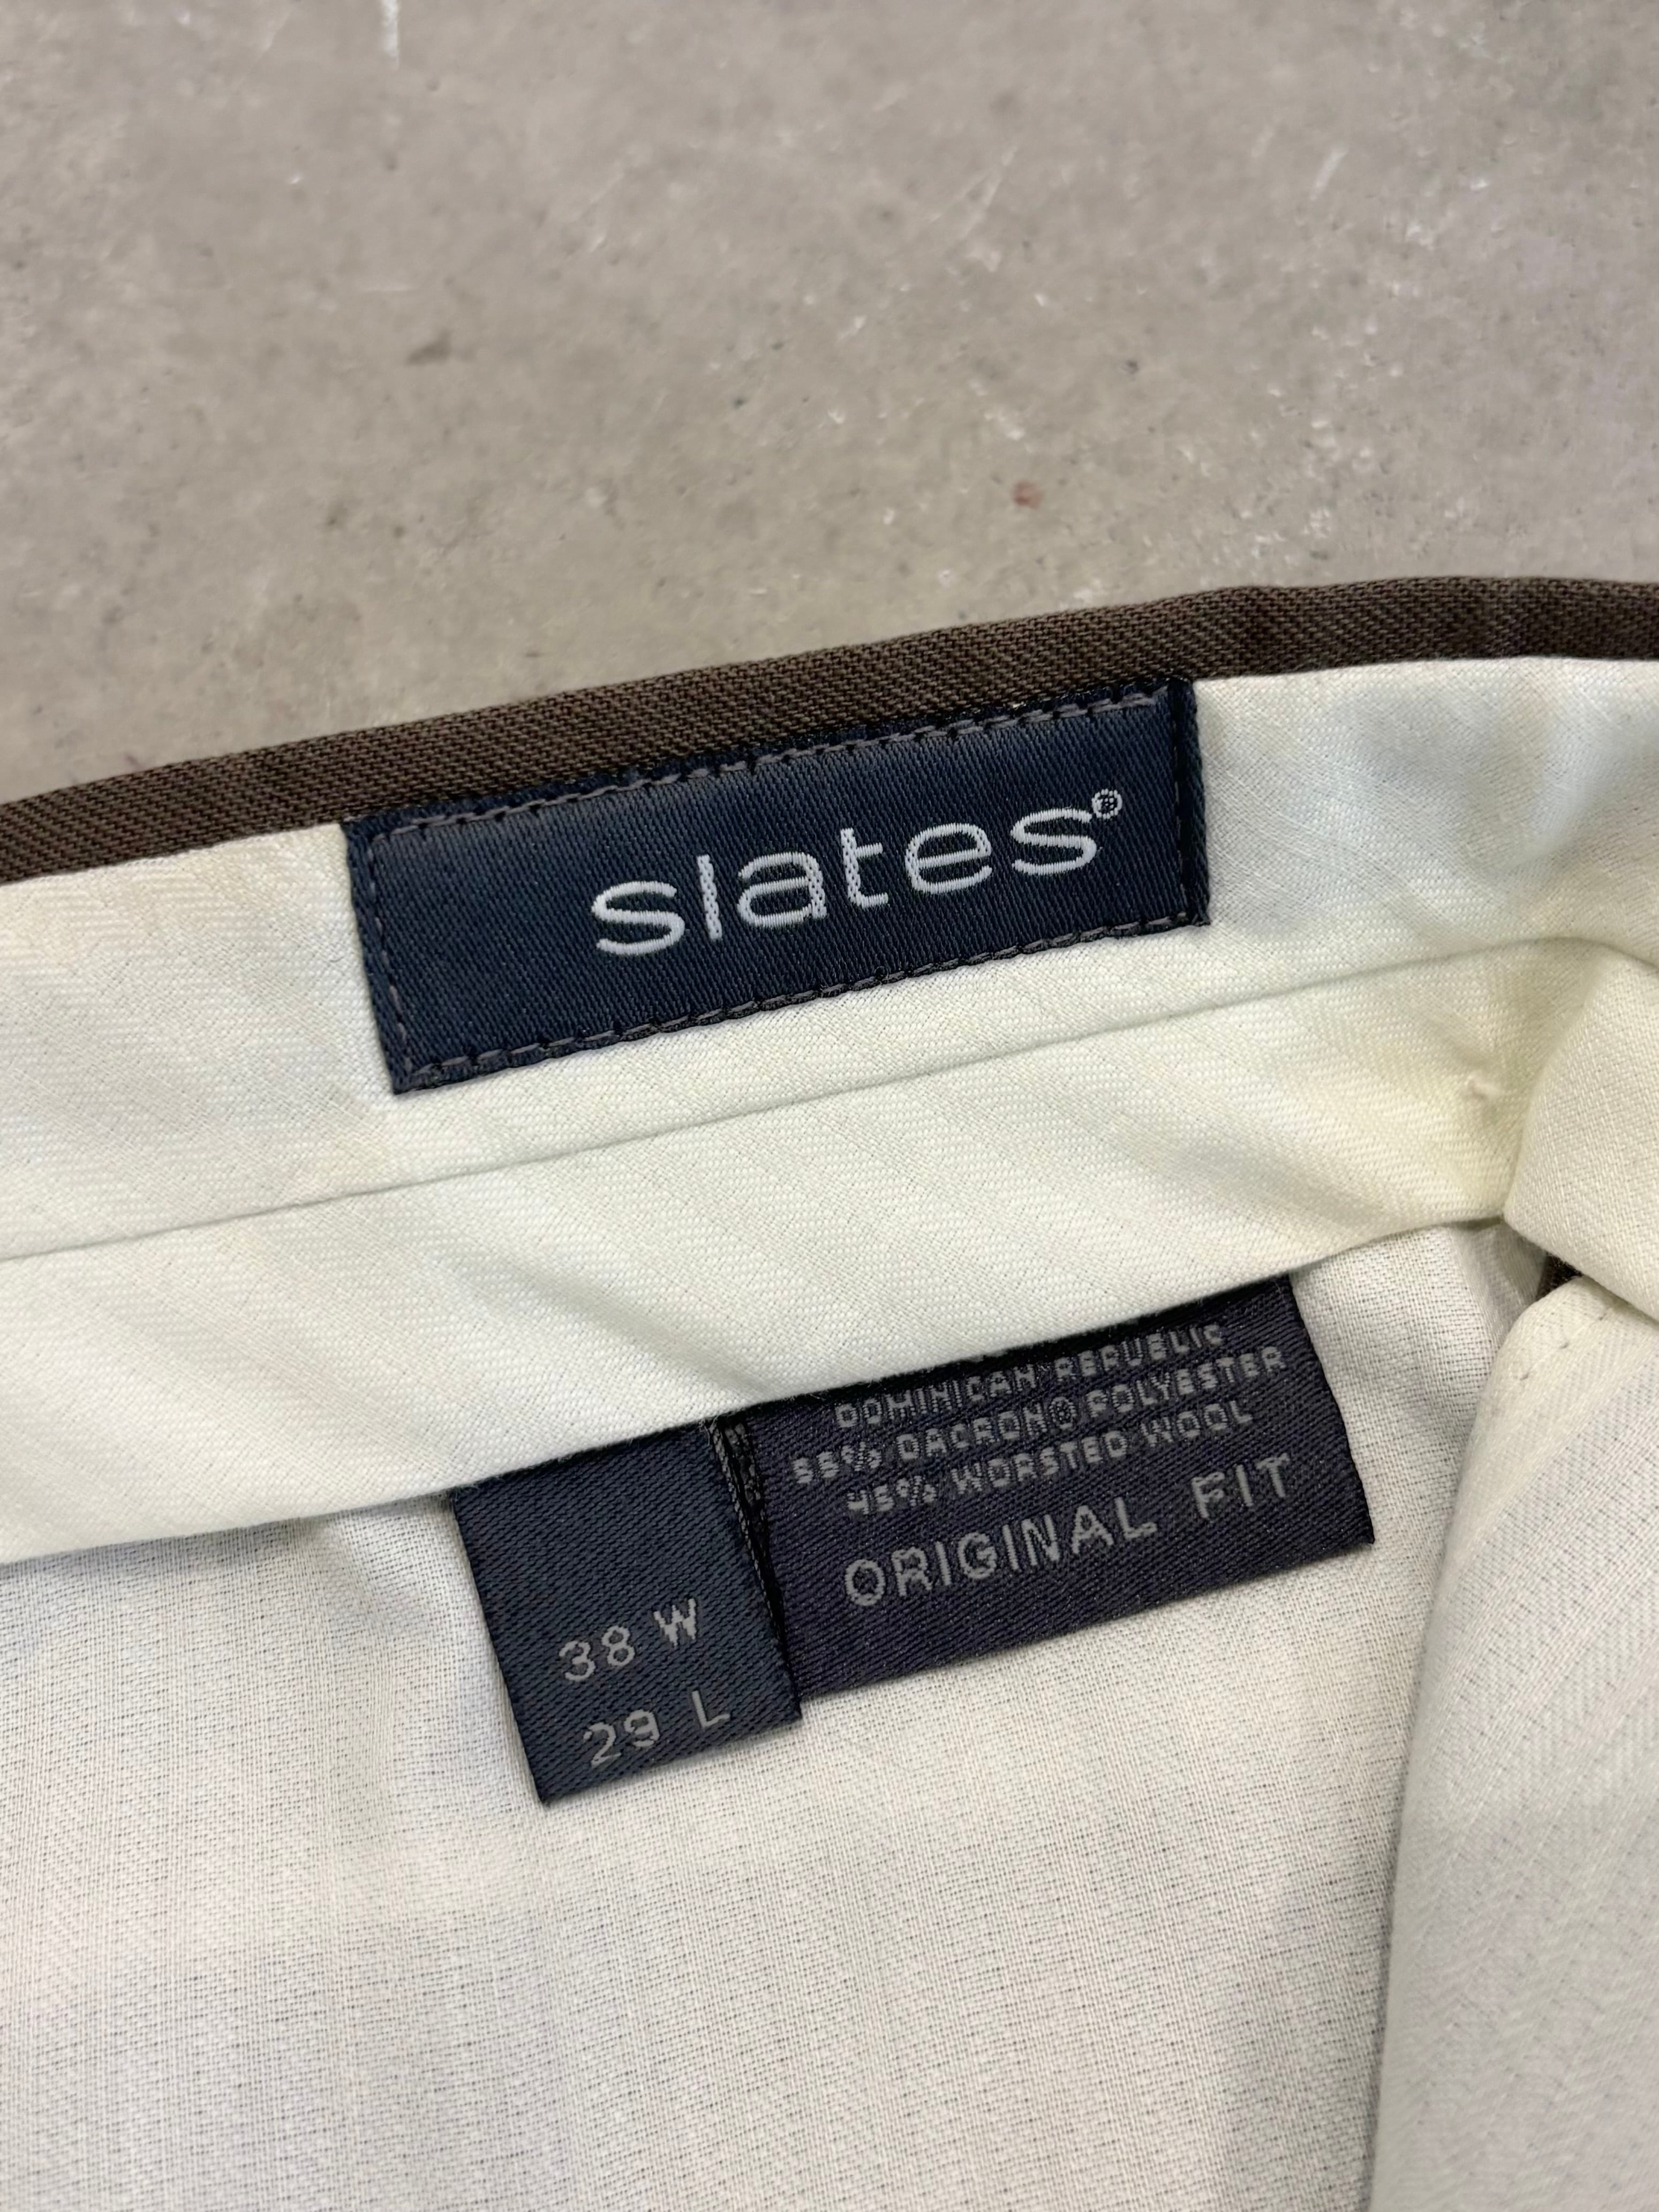 slates®
DOMINICAN REPUBLIC
55% DACRON® POLYESTER
45% WORSTED WOOL
ORIGINAL FIT
38 W
29 L